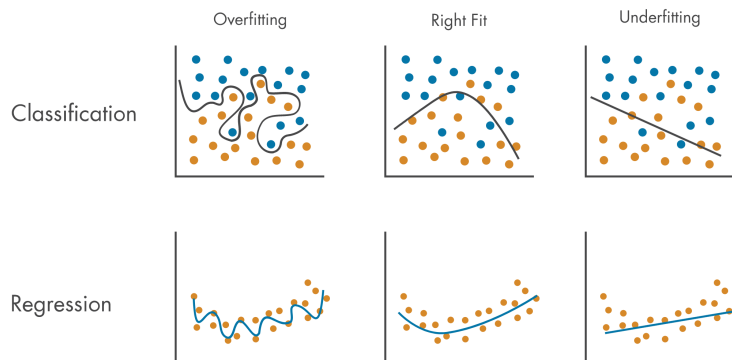 Overfitting
Right Fit
Underfitting
Classification
Regression